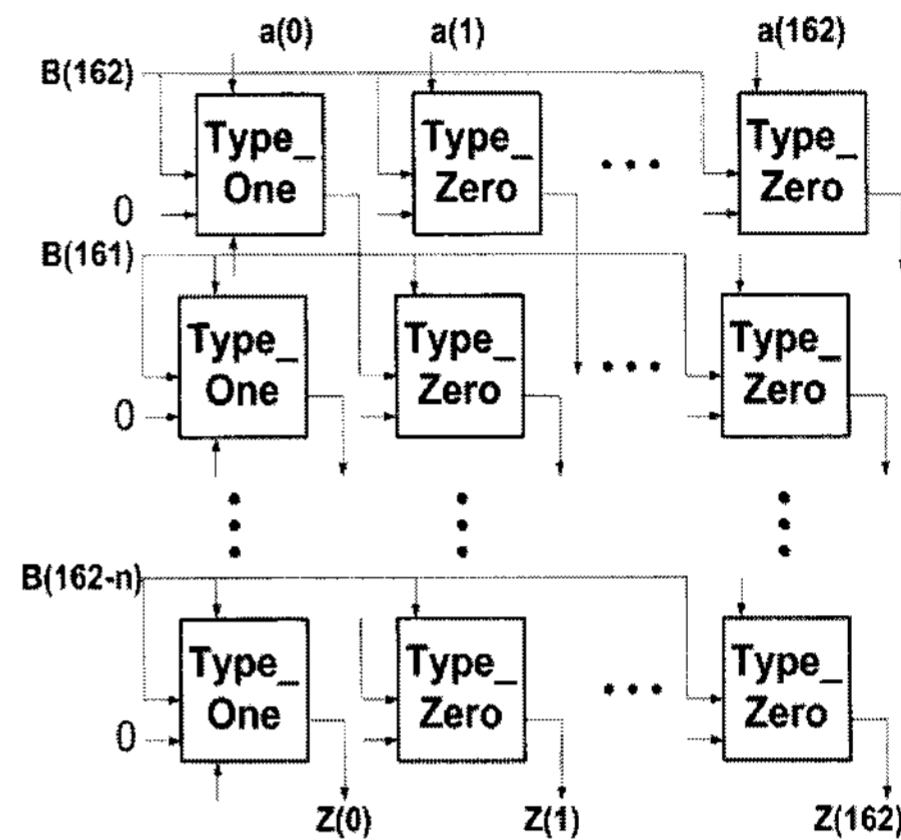 a(0) a(1) a(162)
B(162)
Type_ One Type_ Zero ... Type_ Zero
0
B(161)
Type_ One Type_ Zero ... Type_ Zero
0
B(162-n)
Type_ One Type_ Zero ... Type_ Zero
0
Z(0) Z(1) Z(162)